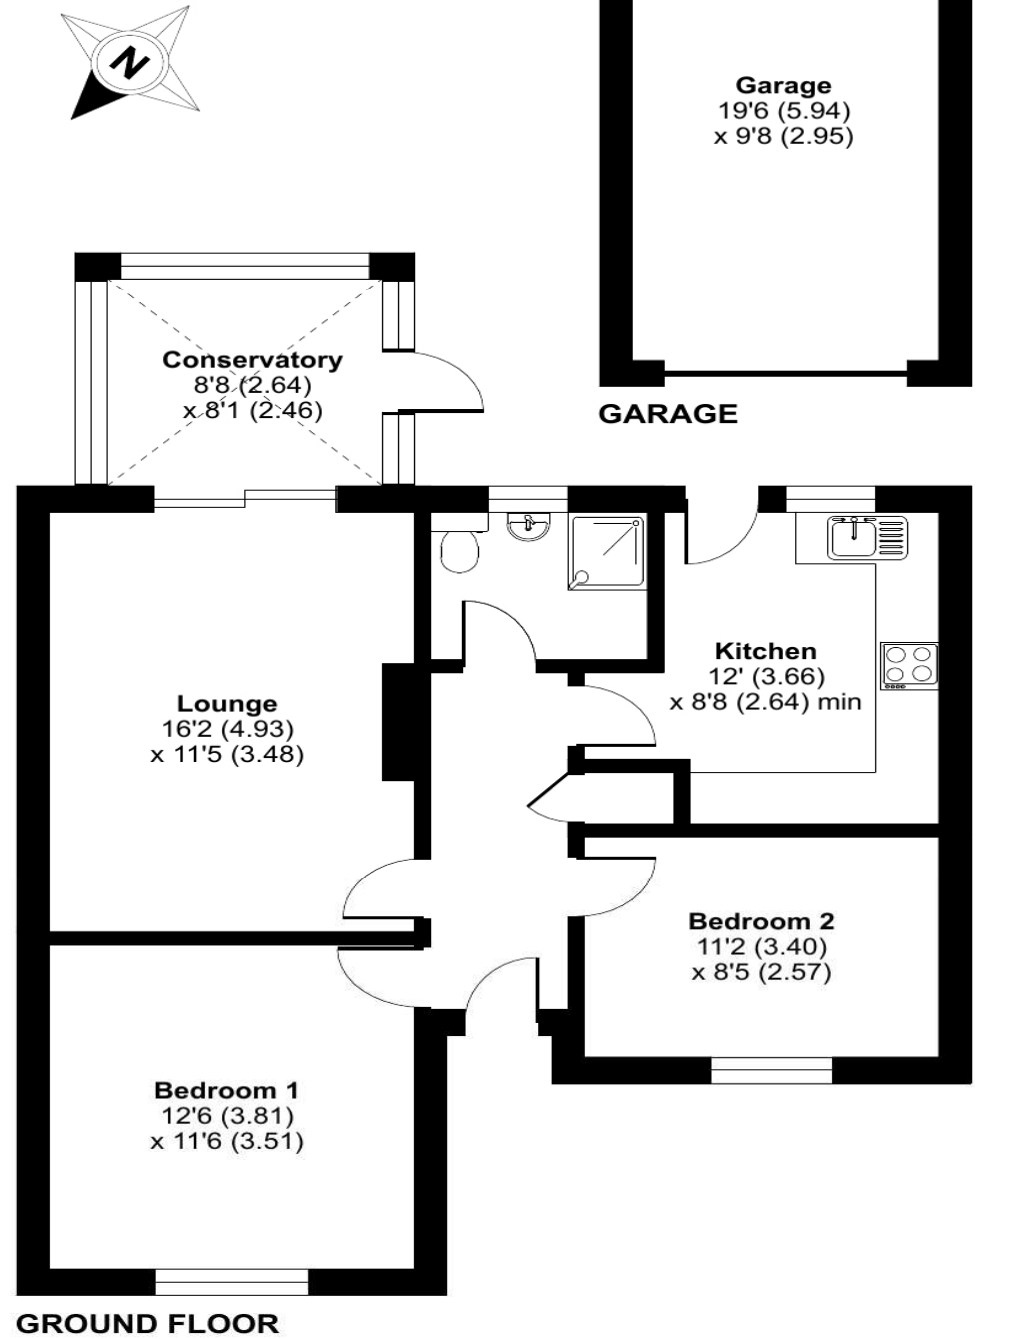 N
Garage
19'6 (5.94)
x 9'8 (2.95)
GARAGE
Conservatory
8'8 (2.64)
x 8'1 (2.46)
Kitchen
12' (3.66)
x 8'8 (2.64) min
Lounge
16'2 (4.93)
x 11'5 (3.48)
Bedroom 2
11'2 (3.40)
x 8'5 (2.57)
Bedroom 1
12'6 (3.81)
x 11'6 (3.51)
GROUND FLOOR